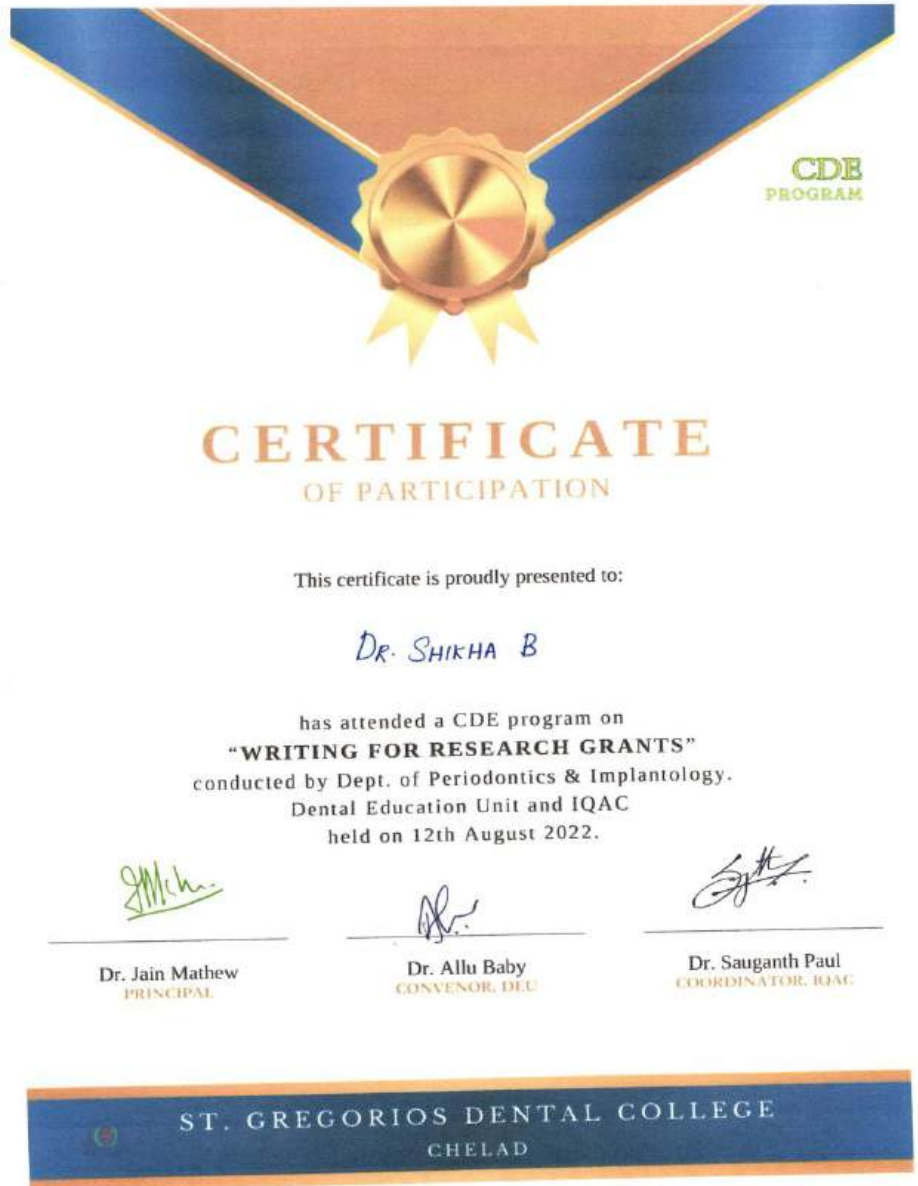 CDE
PROGRAM
CERTIFICATE
OF PARTICIPATION
This certificate is proudly presented to:
DR. SHIKHA B
has attended a CDE program on
“WRITING FOR RESEARCH GRANTS”
conducted by Dept. of Periodontics & Implantology.
Dental Education Unit and IQAC
held on 12th August 2022.
Dr. Jain Mathew
PRINCIPAL
Dr. Allu Baby
CONVENOR, DEU
Dr. Sauganth Paul
COORDINATOR, IQAC
ST. GREGORIOS DENTAL COLLEGE
CHELAD